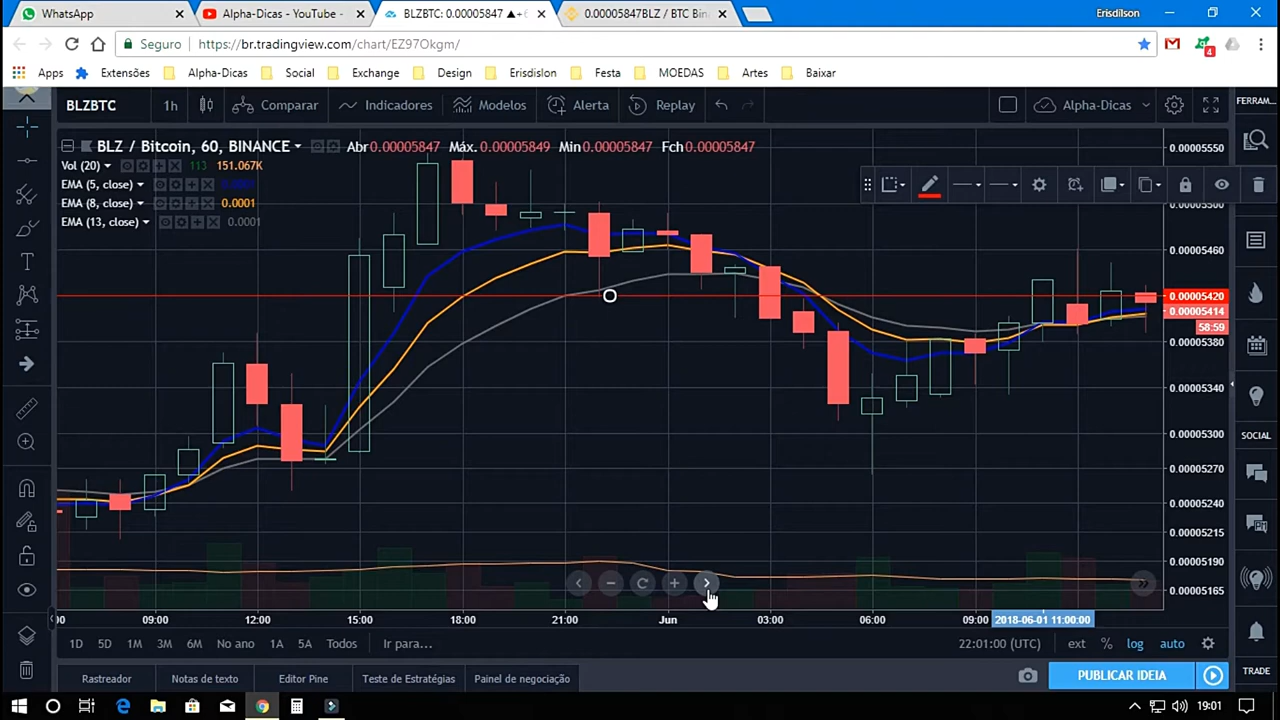 WhatsApp
Alpha-Dicas - YouTube
BLZBTC: 0.00005847 ▲+6
0.00005847BLZ / BTC Bin
Erisdilson
Seguro
https://br.tradingview.com/chart/EZ97Okgm/
4
Apps
Extensões
Alpha-Dicas
Social
Exchange
Design
Erisdislon
Festa
MOEDAS
Artes
Baixar
BLZBTC
1h
Comparar
Indicadores
Modelos
Alerta
Replay
Alpha-Dicas
FERRAM
BLZ / Bitcoin, 60, BINANCE
Abr 0.00005847 Máx. 0.00005849 Min 0.00005847 Fch 0.00005847
Vol (20) 113 151.067K
EMA (5, close) 0.0001
EMA (8, close) 0.0001
EMA (13, close) 0.0001
0.00005550
0.00005500
0.00005460
0.00005420
0.00005414
58:59
0.00005380
0.00005340
0.00005300
0.00005270
0.00005240
0.00005215
0.00005190
0.00005165
SOCIAL
:00
09:00
12:00
15:00
18:00
21:00
Jun
03:00
06:00
09:00
2018-06-01 11:00:00
1D
5D
1M
3M
6M
No ano
1A
5A
Todos
Ir para...
22:01:00 (UTC)
ext
%
log
auto
Rastreador
Notas de texto
Editor Pine
Teste de Estratégias
Painel de negociação
PUBLICAR IDEIA
TRADE
19:01